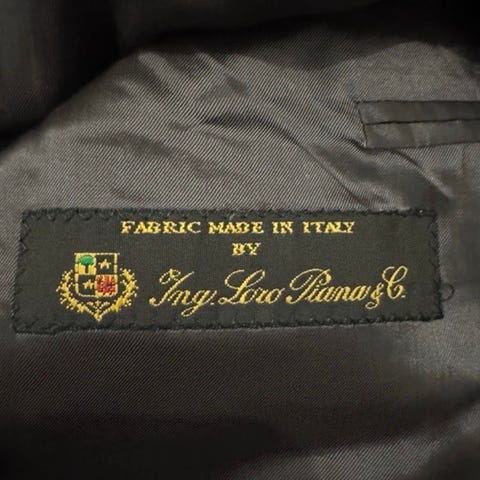 FABRIC MADE IN ITALY
BY
Ing. Loro Piana & C.